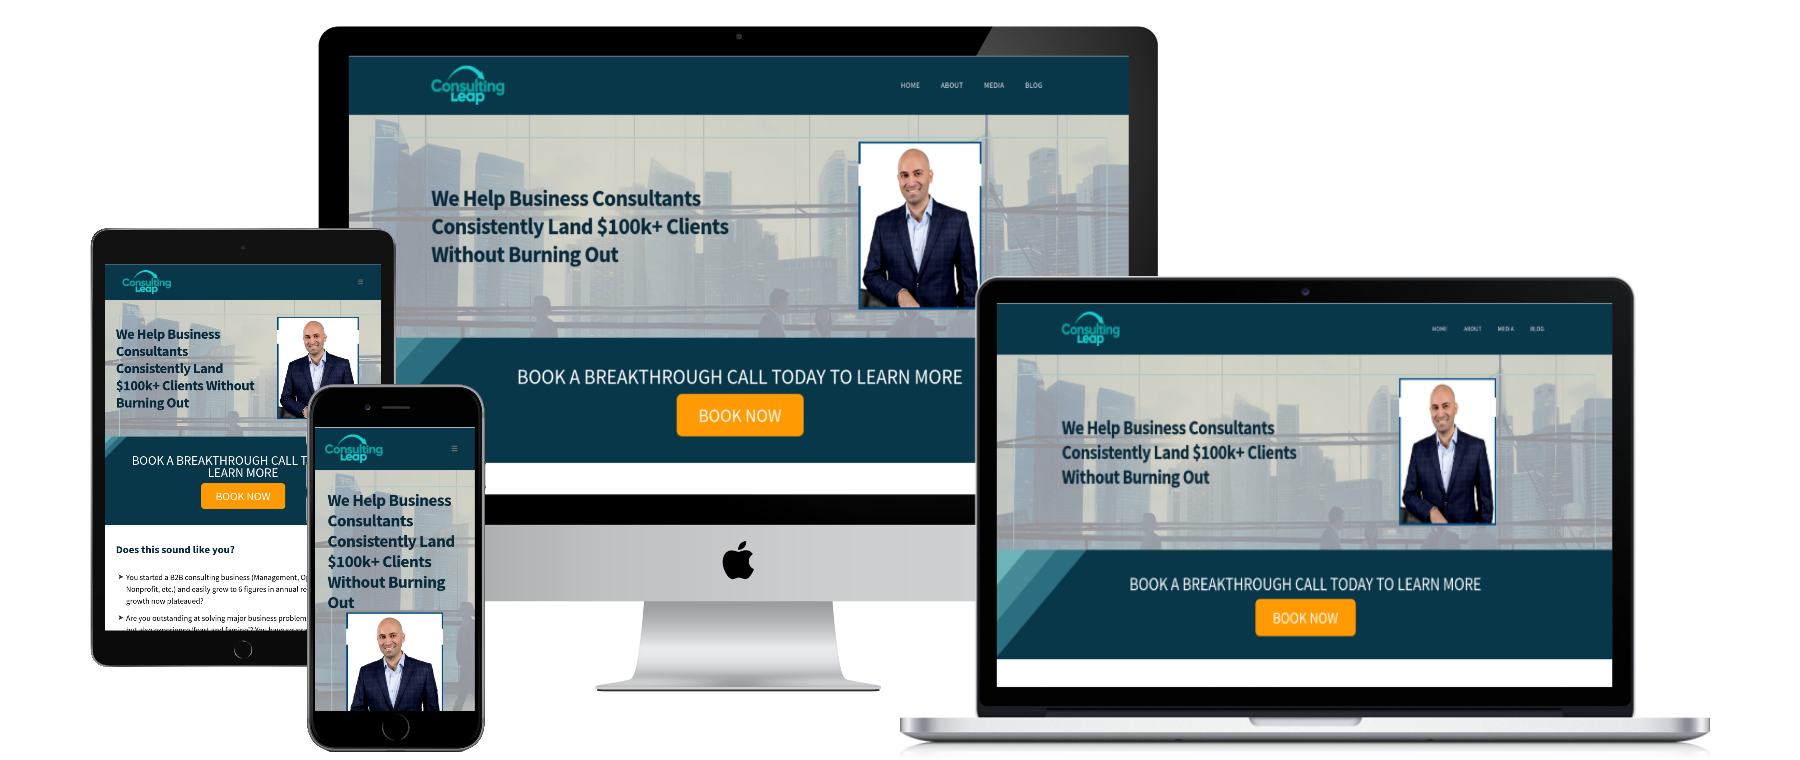 Consulting
Leap
HOME ABOUT MEDIA BLOG
We Help Business Consultants
Consistently Land $100k+ Clients
Without Burning Out
BOOK A BREAKTHROUGH CALL TODAY TO LEARN MORE
BOOK NOW
Consulting
Leap
We Help Business
Consultants
Consistently Land
$100k+ Clients Without
Burning Out
BOOK A BREAKTHROUGH CALL T
LEARN MORE
BOOK NOW
Does this sound like you?
You started a B2B consulting business (Management, Op
Nonprofit, etc.) and easily grew to 6 figures in annual re
growth now plateaued?
Are you outstanding at solving major business problem
Consulting
Leap
We Help Business
Consultants
Consistently Land
$100k+ Clients
Without Burning
Out
Consulting
Leap
HOME ABOUT MEDIA BLOG
We Help Business Consultants
Consistently Land $100k+ Clients
Without Burning Out
BOOK A BREAKTHROUGH CALL TODAY TO LEARN MORE
BOOK NOW